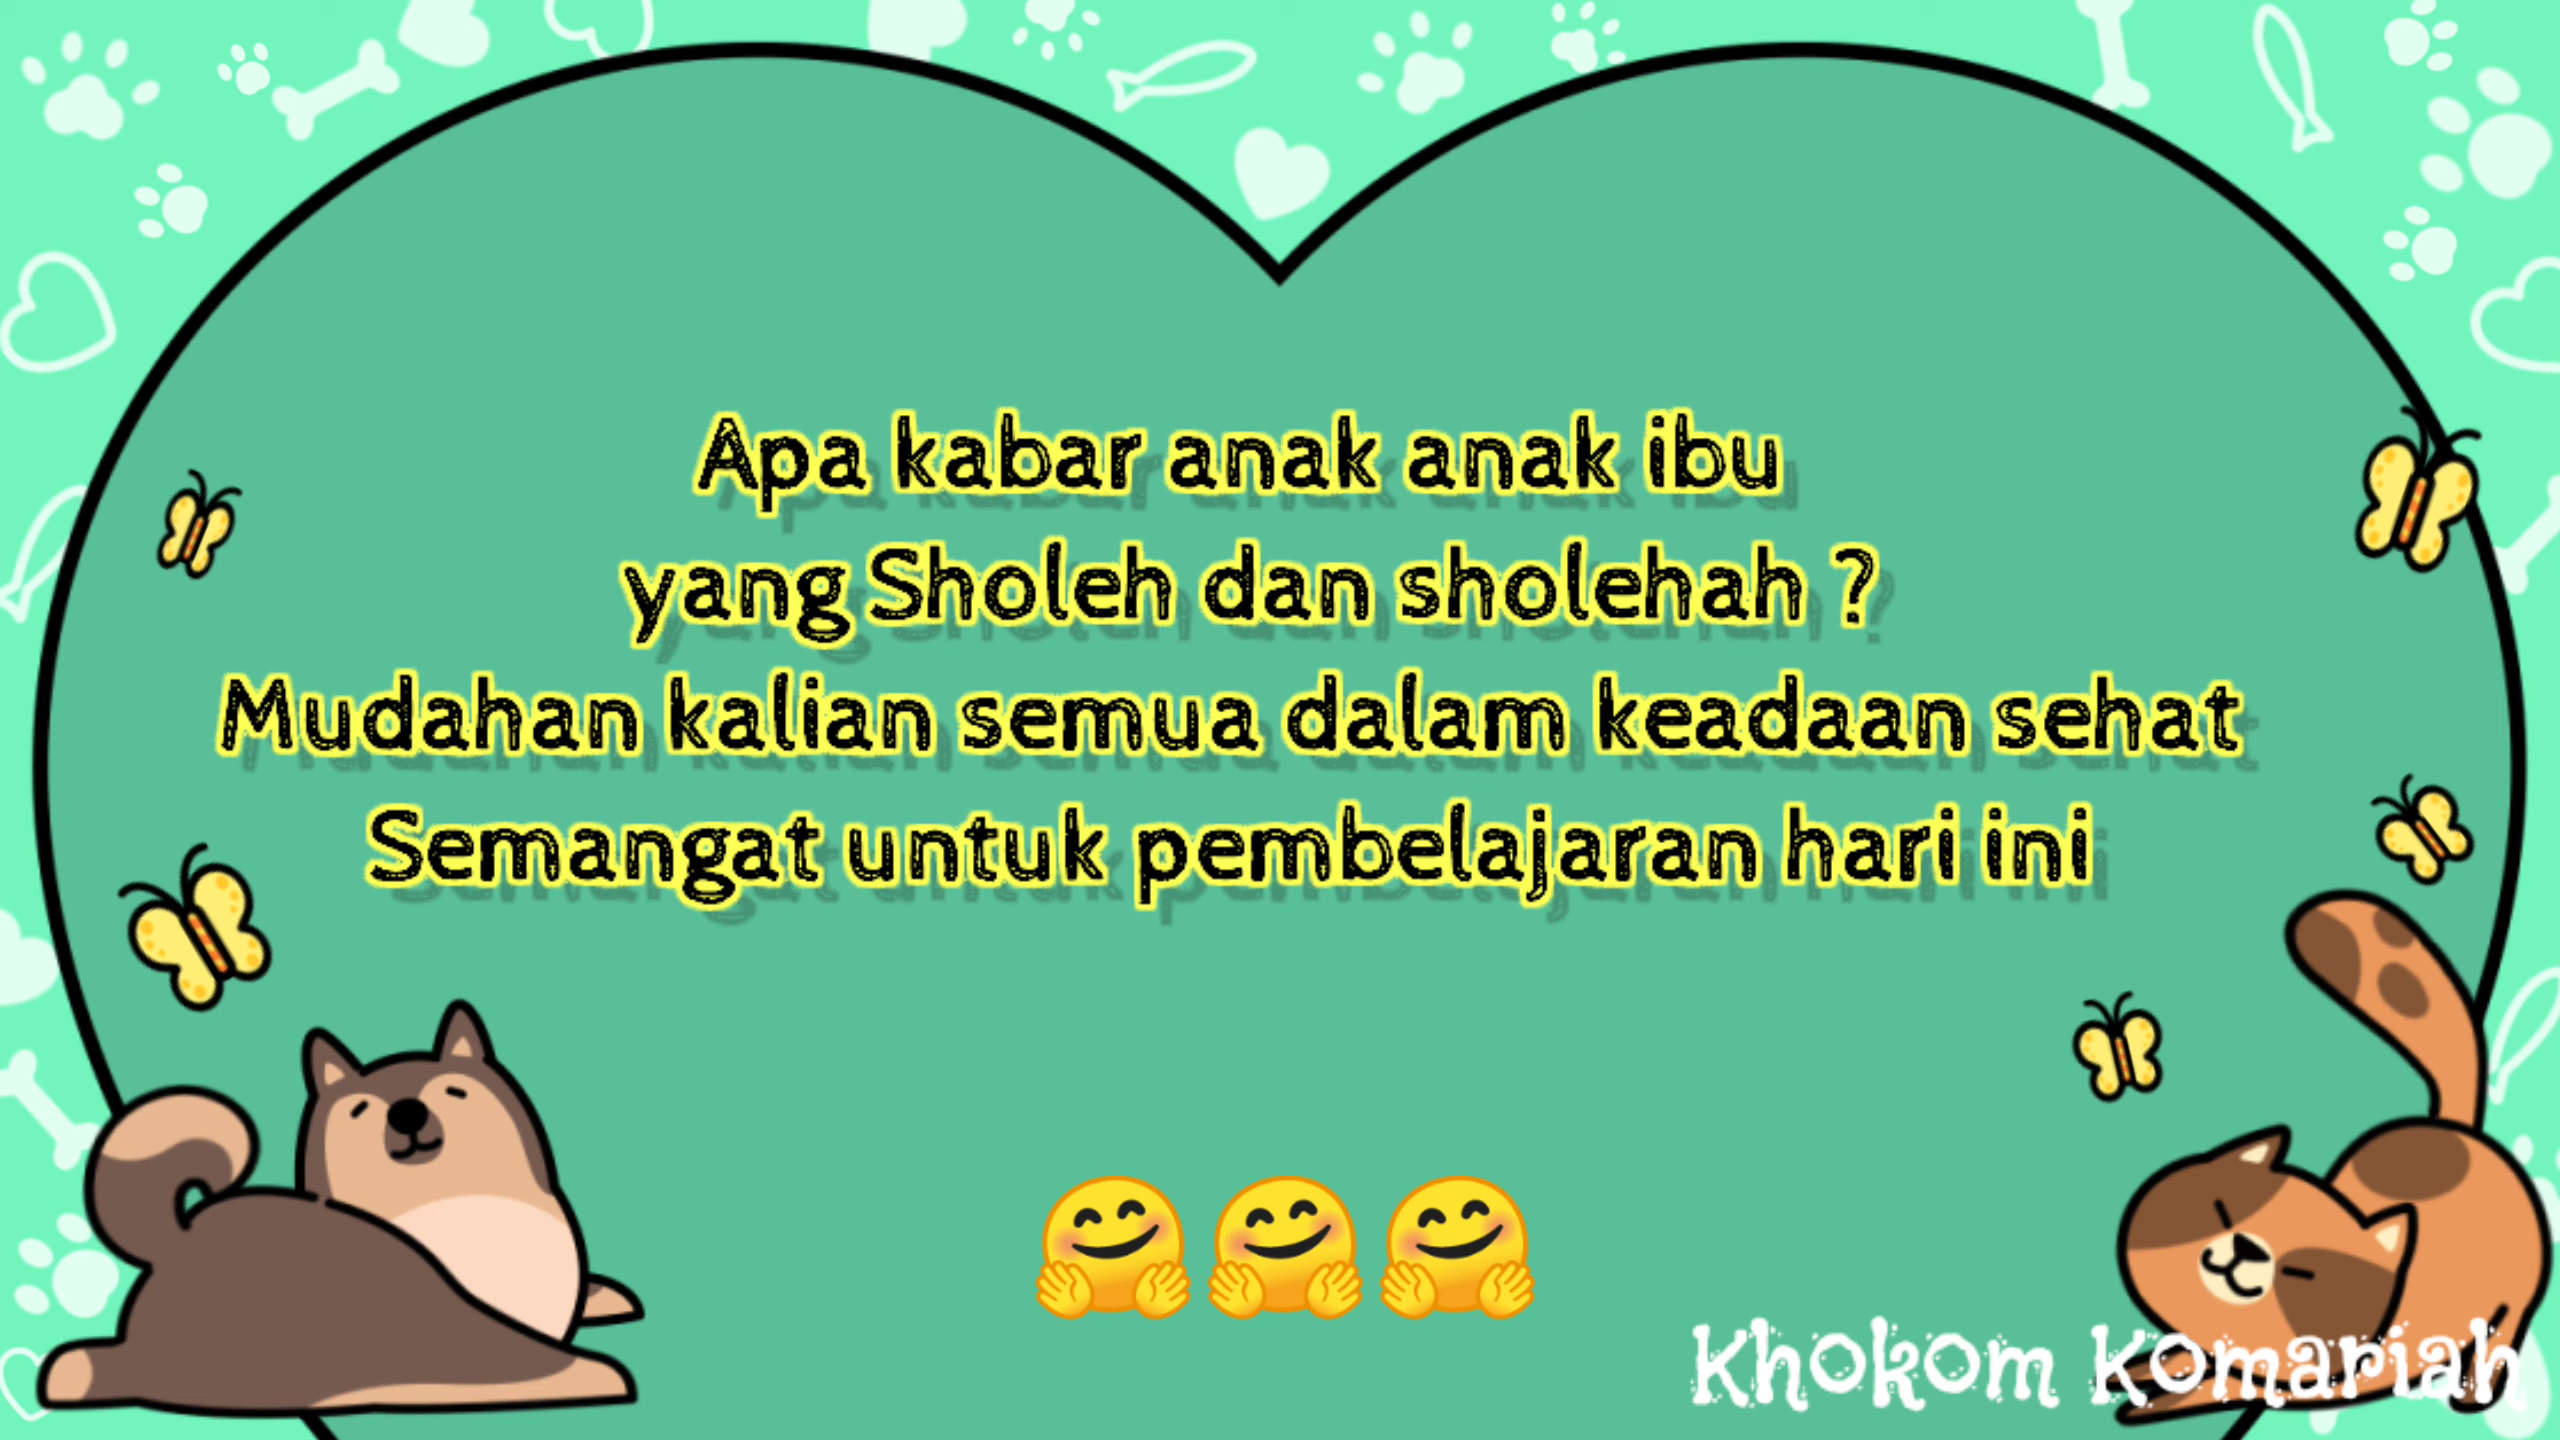 Apa kabar anak anak ibu
yang Sholeh dan sholehah ?
Mudahan kalian semua dalam keadaan sehat
Semangat untuk pembelajaran hari ini
🤗🤗🤗
Khokom Komariah